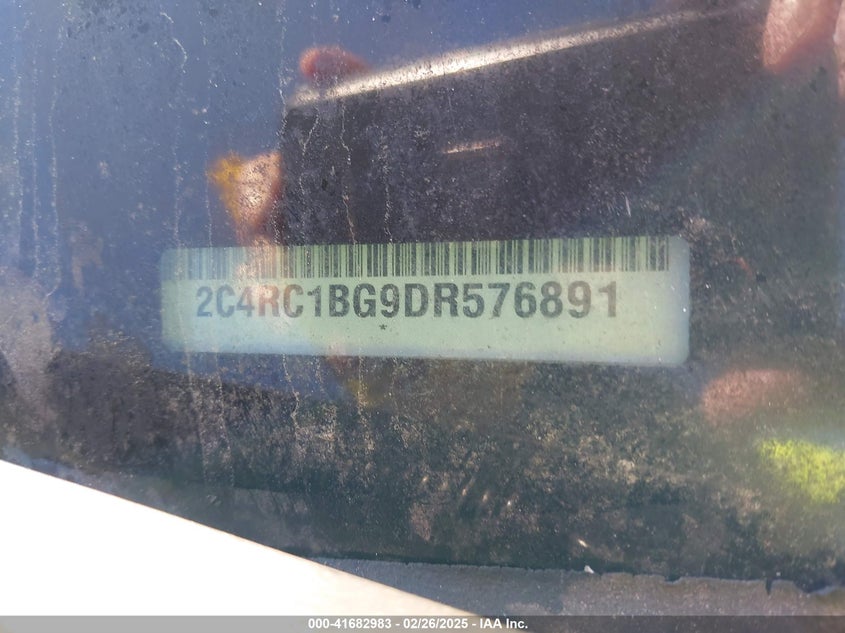 2C4RC1BG9DR576891
*
000-41682983 - 02/26/2025 - IAA, Inc.